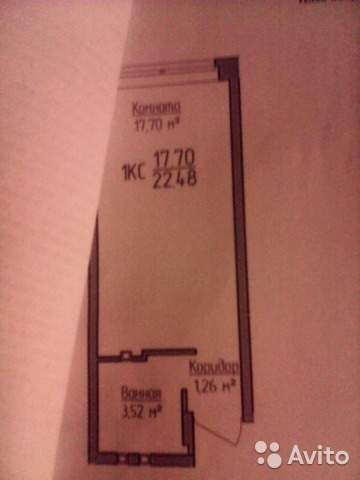 Комната
17,70 м²
1КС 17.70
22.48
Коридор
1,26 м²
Ванная
3,52 м²
Avito